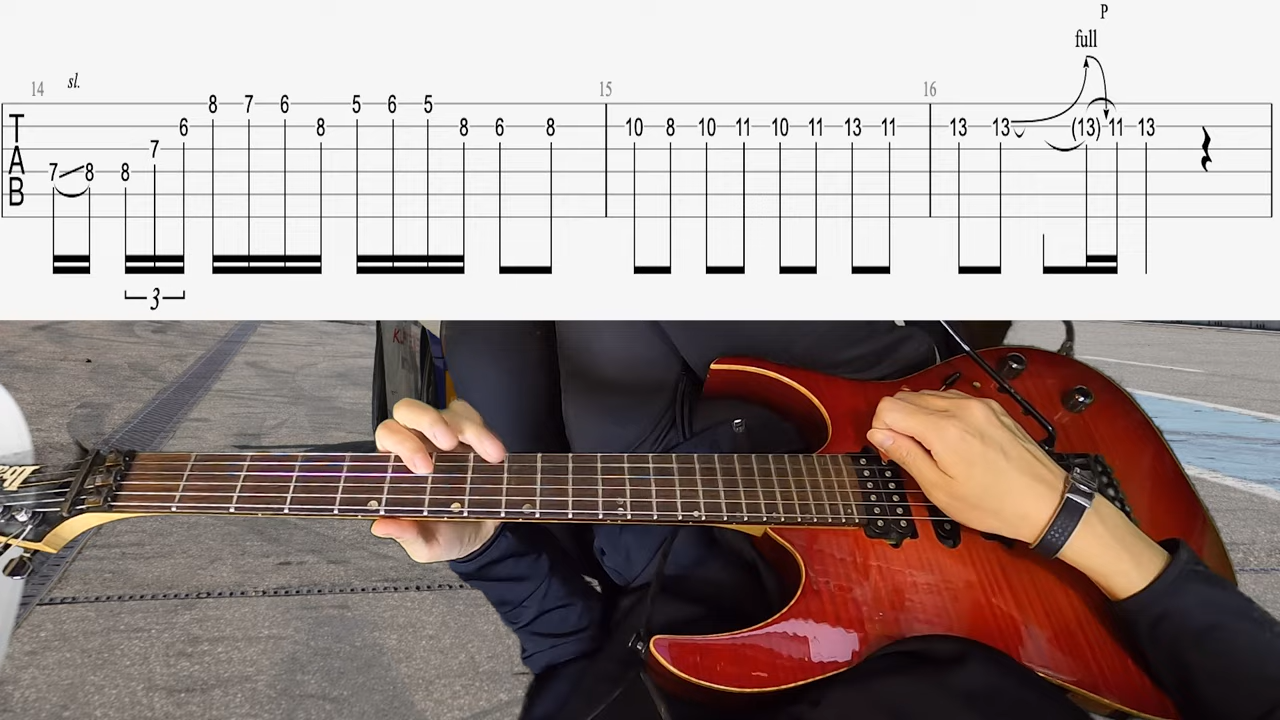 P
full
14 sl. 15 16
8 7 6 5 6 5
T 6 8 8 6 8 10 8 10 11 10 11 13 11 13 13 (13) 11 13
7
A 7 8 8
B
3
Iba